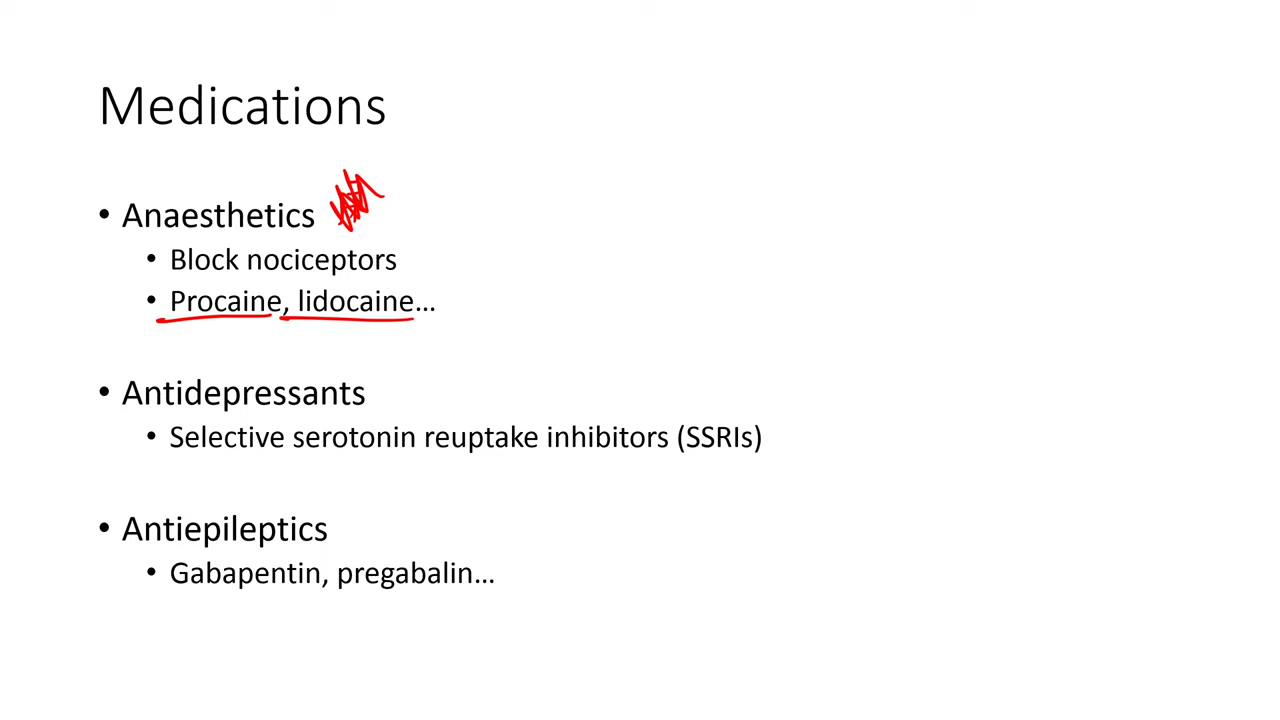 Medications
• Anaesthetics
• Block nociceptors
• Procaine, lidocaine…
• Antidepressants
• Selective serotonin reuptake inhibitors (SSRIs)
• Antiepileptics
• Gabapentin, pregabalin…